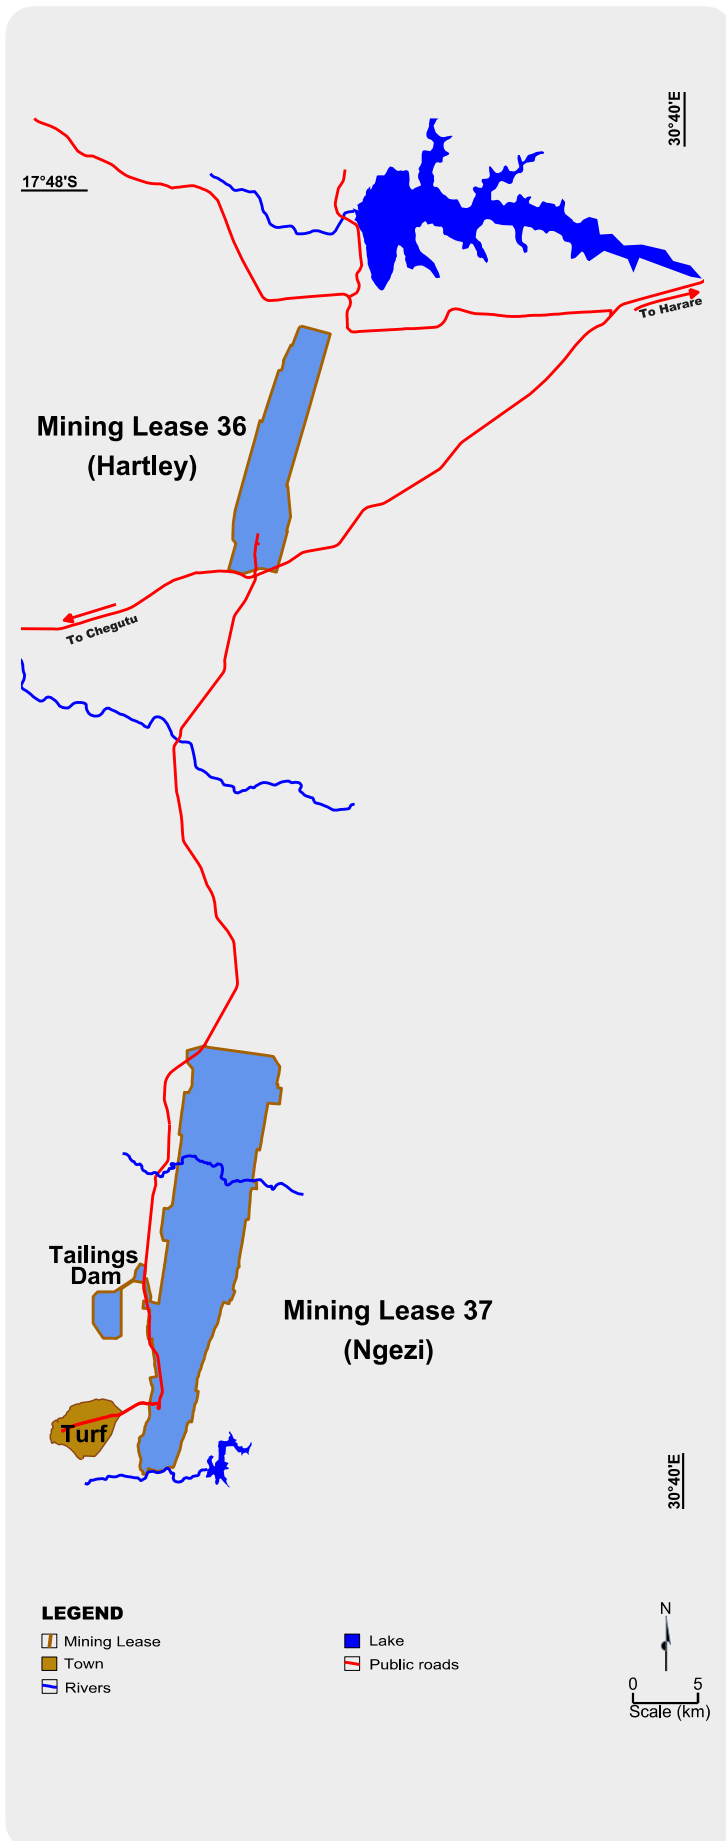 30°40'E
17°48'S
To Harare
Mining Lease 36
(Hartley)
To Chegutu
Tailings
Dam
Mining Lease 37
(Ngezi)
Turf
30°40'E
LEGEND
Mining Lease
Town
Rivers
Lake
Public roads
N
0 5
Scale (km)